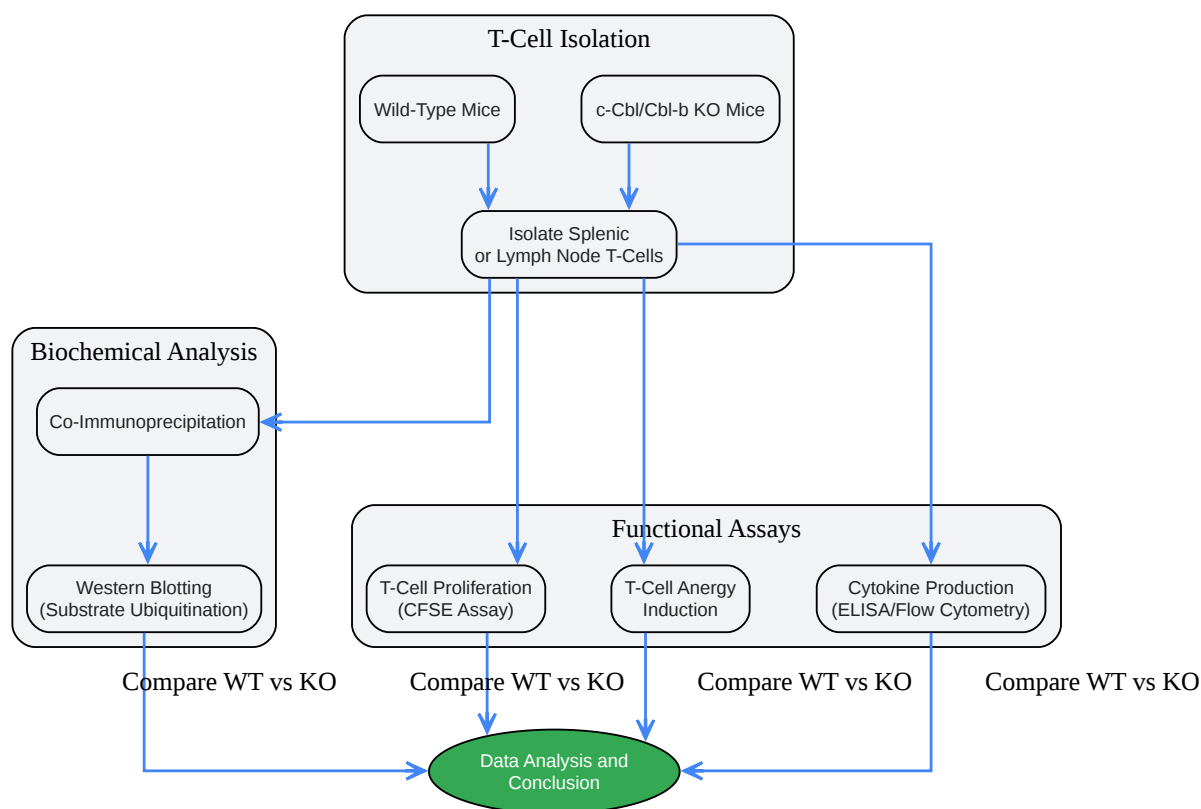 T-Cell Isolation
Wild-Type Mice
c-Cbl/Cbl-b KO Mice
Isolate Splenic
or Lymph Node T-Cells
Biochemical Analysis
Co-Immunoprecipitation
Western Blotting
(Substrate Ubiquitination)
Functional Assays
T-Cell Proliferation
(CFSE Assay)
T-Cell Anergy
Induction
Cytokine Production
(ELISA/Flow Cytometry)
Compare WT vs KO
Compare WT vs KO
Compare WT vs KO
Compare WT vs KO
Data Analysis and
Conclusion